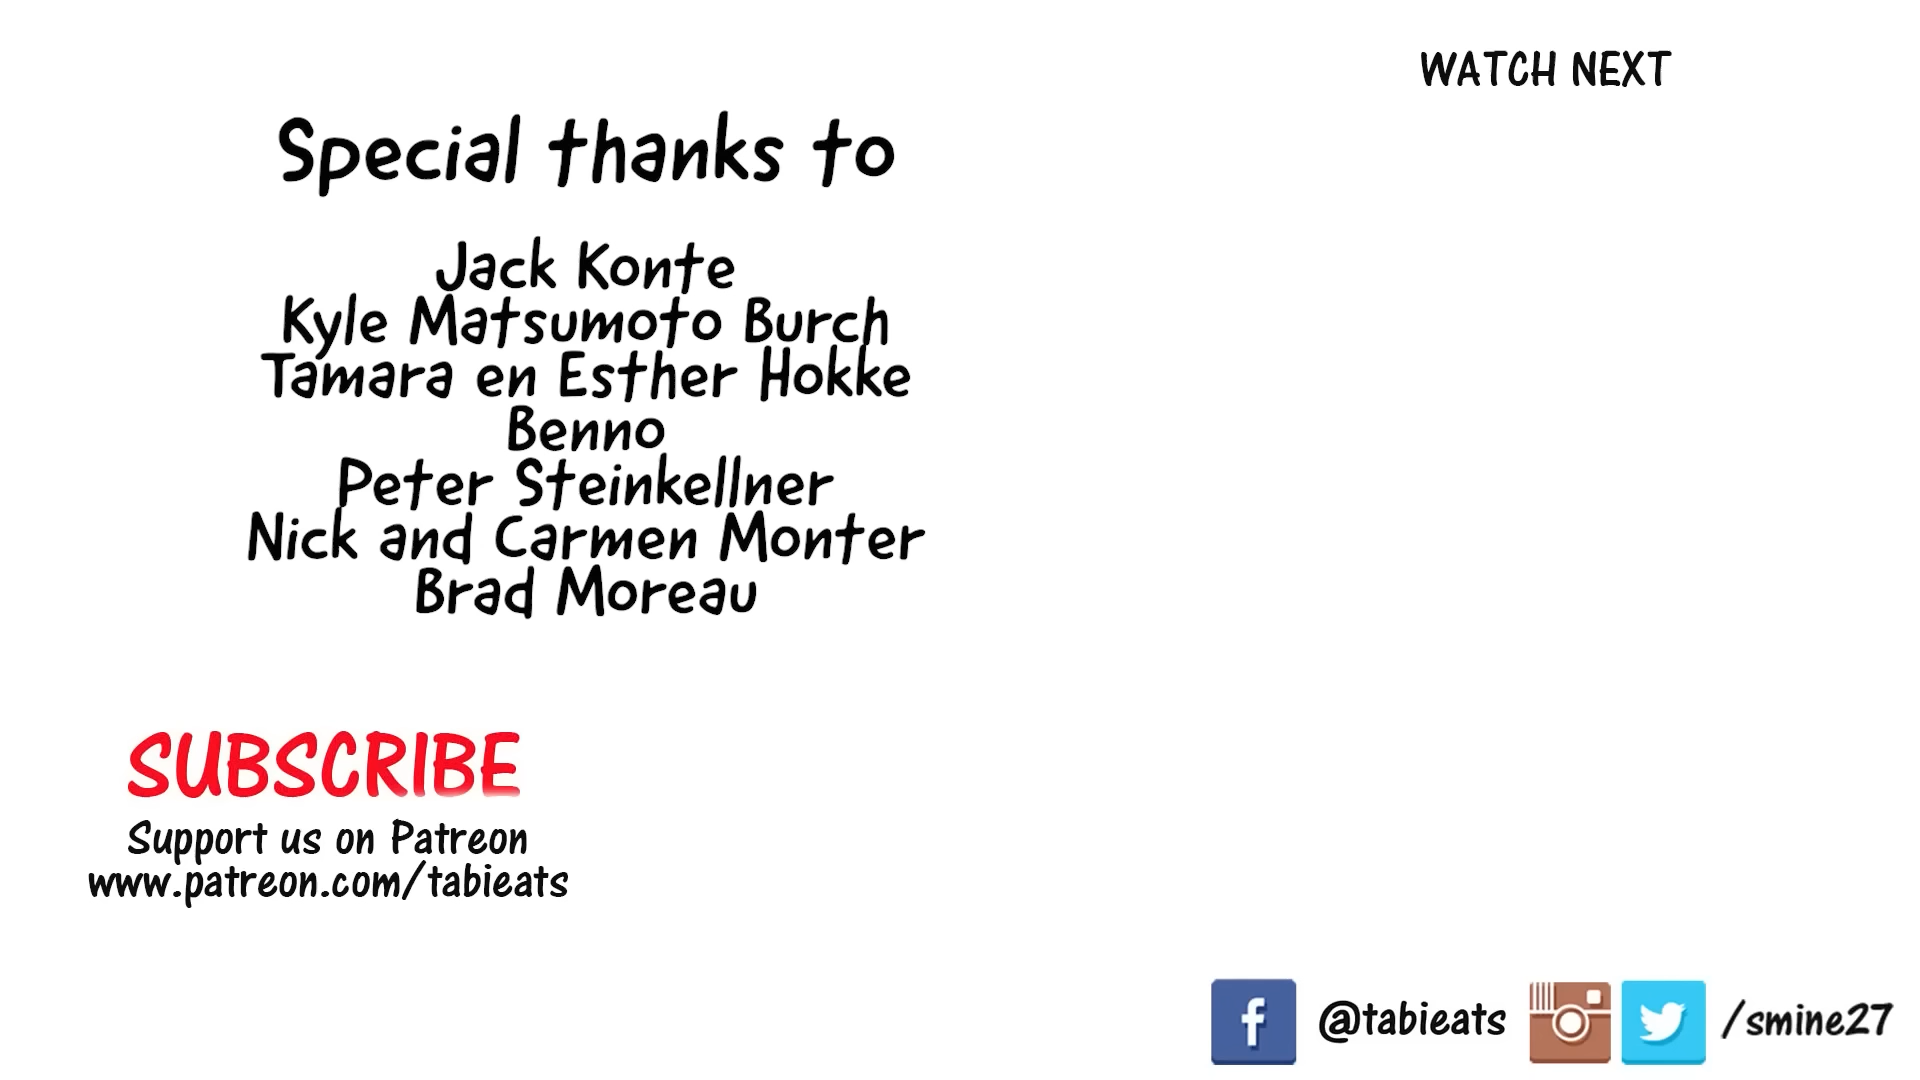 WATCH NEXT
Special thanks to
Jack Konte
Kyle Matsumoto Burch
Tamara en Esther Hokke
Benno
Peter Steinkellner
Nick and Carmen Monter
Brad Moreau
SUBSCRIBE
Support us on Patreon
www.patreon.com/tabieats
@tabieats /smine27